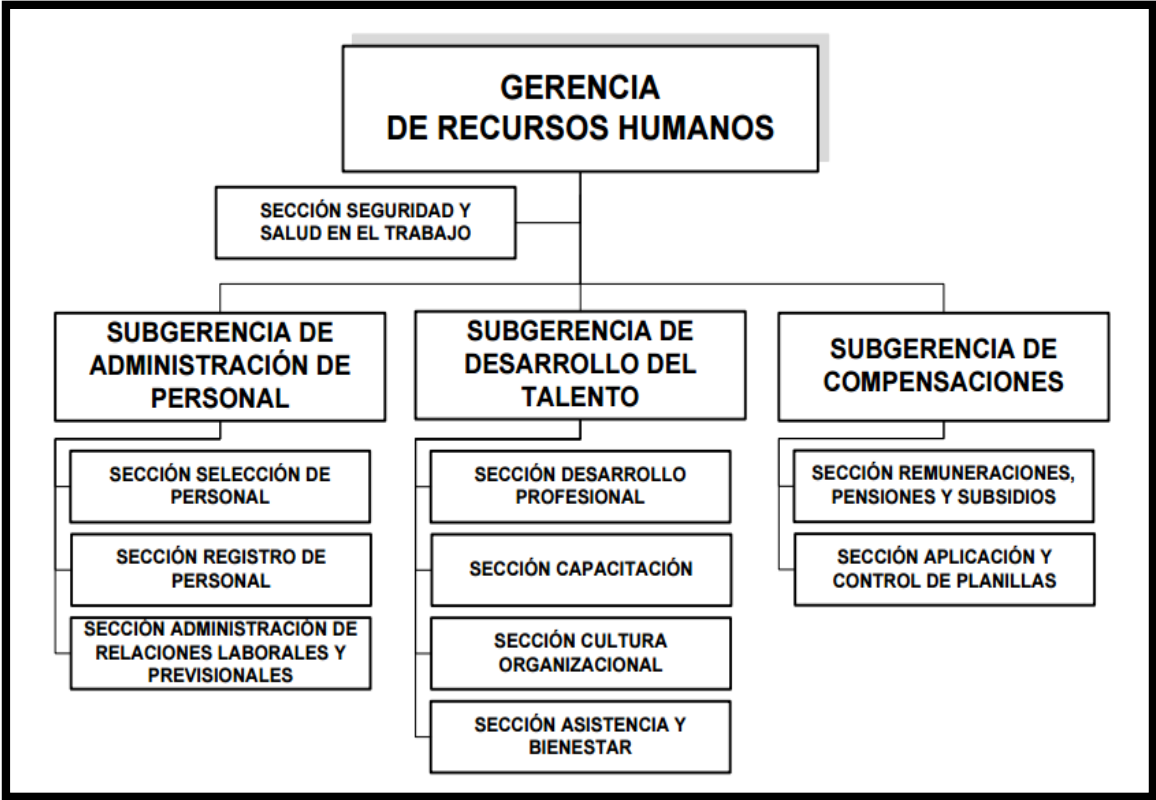 GERENCIA
DE RECURSOS HUMANOS
SECCIÓN SEGURIDAD Y
SALUD EN EL TRABAJO
SUBGERENCIA DE
ADMINISTRACIÓN DE
PERSONAL
SECCIÓN SELECCIÓN DE
PERSONAL
SECCIÓN REGISTRO DE
PERSONAL
SECCIÓN ADMINISTRACIÓN DE
RELACIONES LABORALES Y
PREVISIONALES
SUBGERENCIA DE
DESARROLLO DEL
TALENTO
SECCIÓN DESARROLLO
PROFESIONAL
SECCIÓN CAPACITACIÓN
SECCIÓN CULTURA
ORGANIZACIONAL
SECCIÓN ASISTENCIA Y
BIENESTAR
SUBGERENCIA DE
COMPENSACIONES
SECCIÓN REMUNERACIONES,
PENSIONES Y SUBSIDIOS
SECCIÓN APLICACIÓN Y
CONTROL DE PLANILLAS